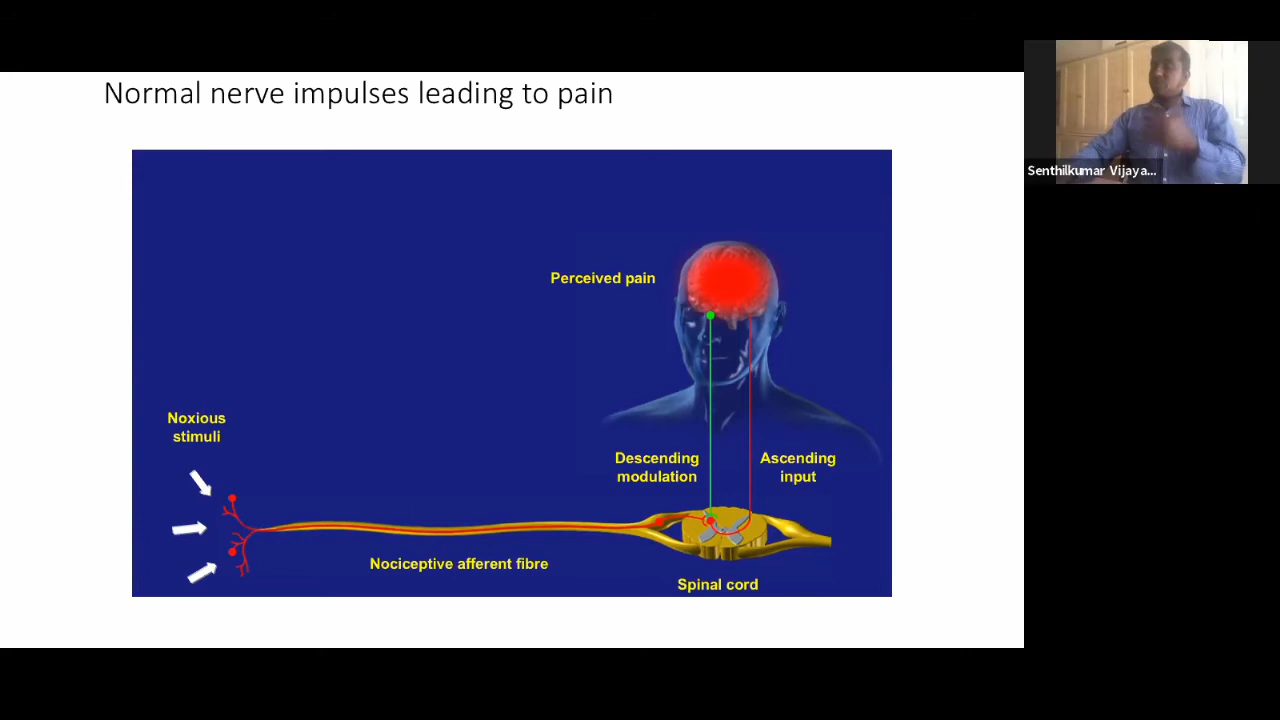 Normal nerve impulses leading to pain
Senthilkumar Vijaya...
Perceived pain
Noxious
stimuli
Descending
modulation
Ascending
input
Nociceptive afferent fibre
Spinal cord